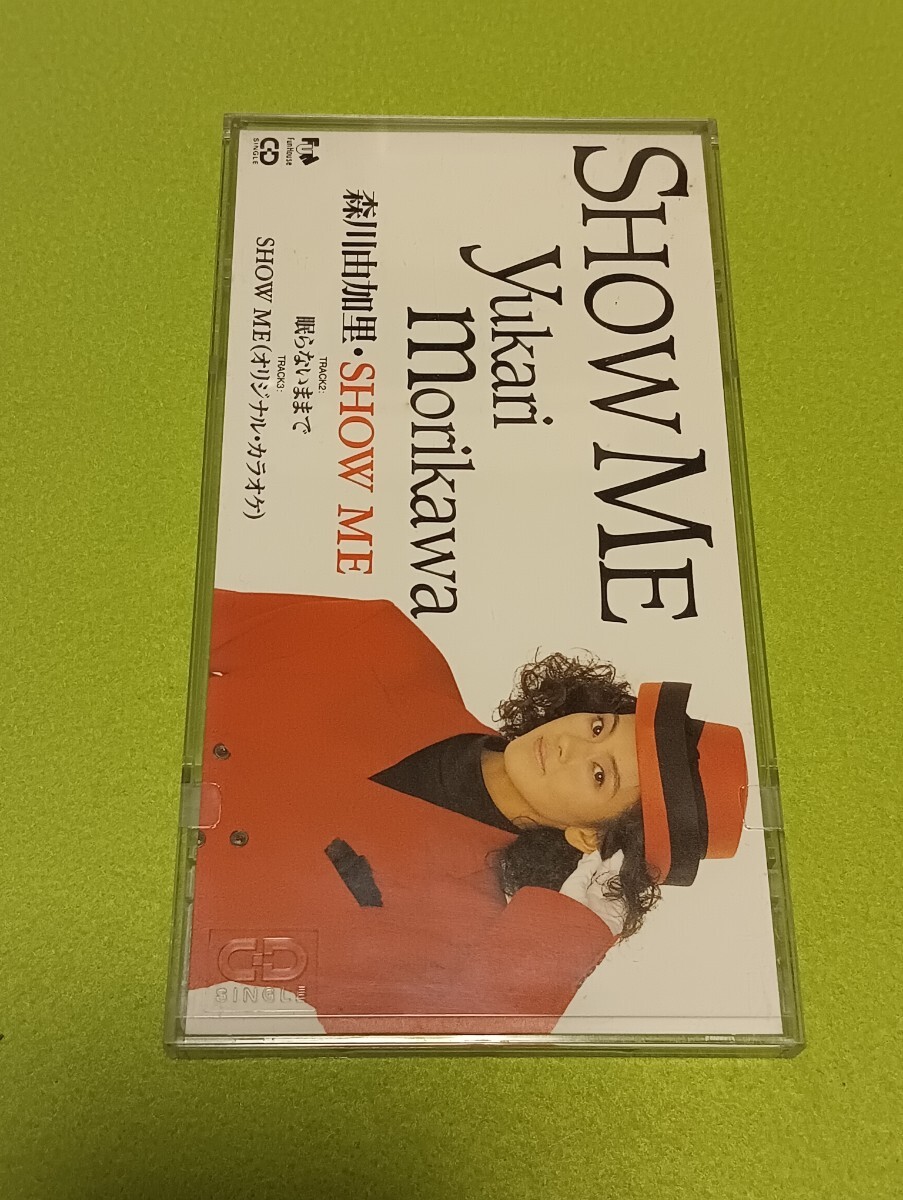 SHOW ME
Yukari
Morikawa
森川由加里・SHOW ME
TRACK2:
眠らないままで
TRACK3:
SHOW ME(オリジナル・カラオケ)
FUN
FunHouse
CD
SINGLE
CD
SINGLE